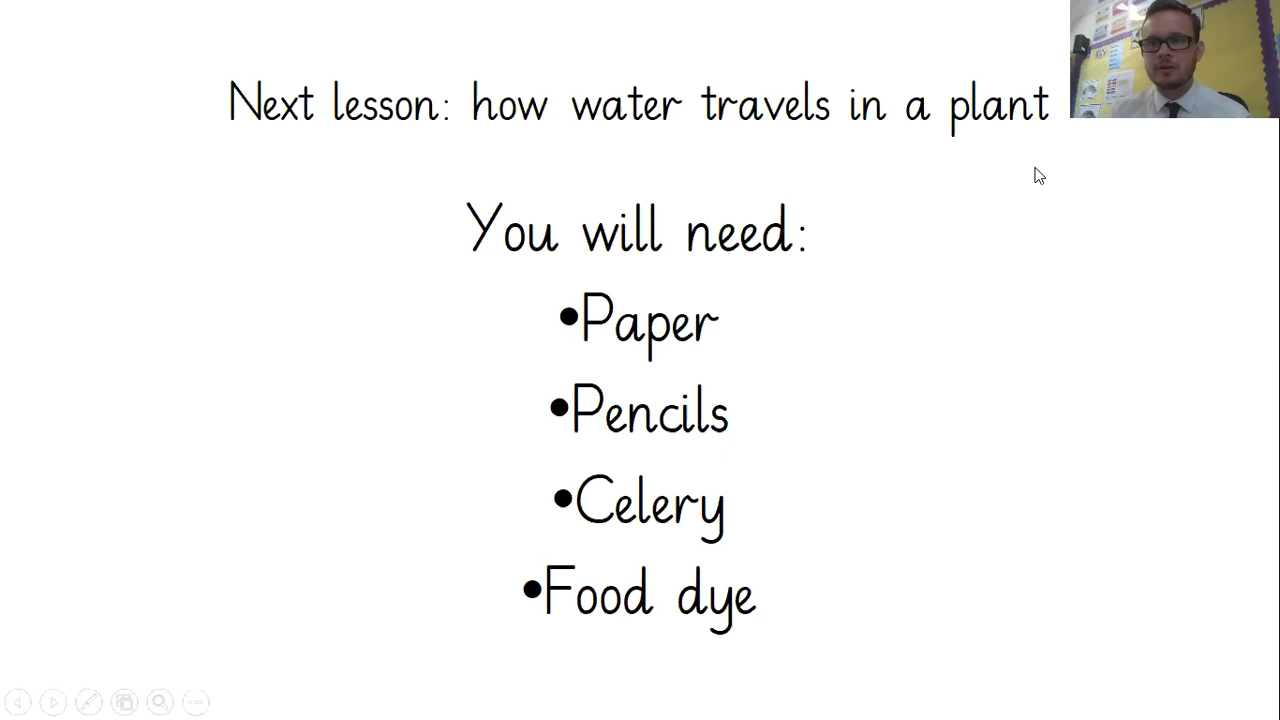 Next lesson: how water travels in a plant
You will need:
•Paper
•Pencils
•Celery
•Food dye